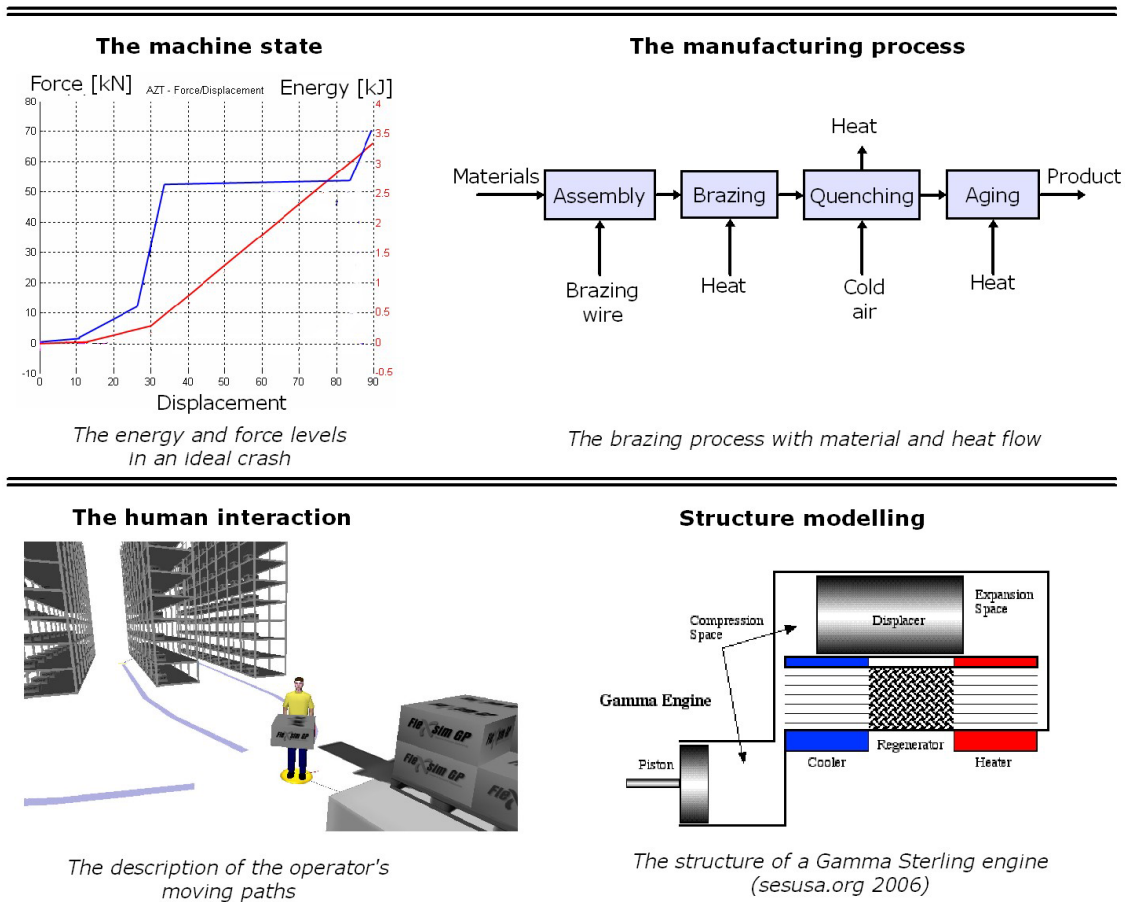 The machine state
The manufacturing process
Force [kN]
AZT - Force/Displacement
Energy [kJ]
80
70
60
50
40
30
20
10
0
-10
4
3.5
3
2.5
2
1.5
1
0.5
0
-0.5
0 10 20 30 40 50 60 70 80 90
Displacement
The energy and force levels
in an ideal crash
Heat
Materials
Assembly
Brazing
Quenching
Aging
Product
Brazing
wire
Heat
Cold
air
Heat
The brazing process with material and heat flow
The human interaction
Structure modelling
Flexsim GP
Flexsim GP
Flexsim GP
Flexsim GP
The description of the operator's
moving paths
Compression
Space
Displacer
Expansion
Space
Gamma Engine
Piston
Cooler
Regenerator
Heater
The structure of a Gamma Sterling engine
(sesusa.org 2006)